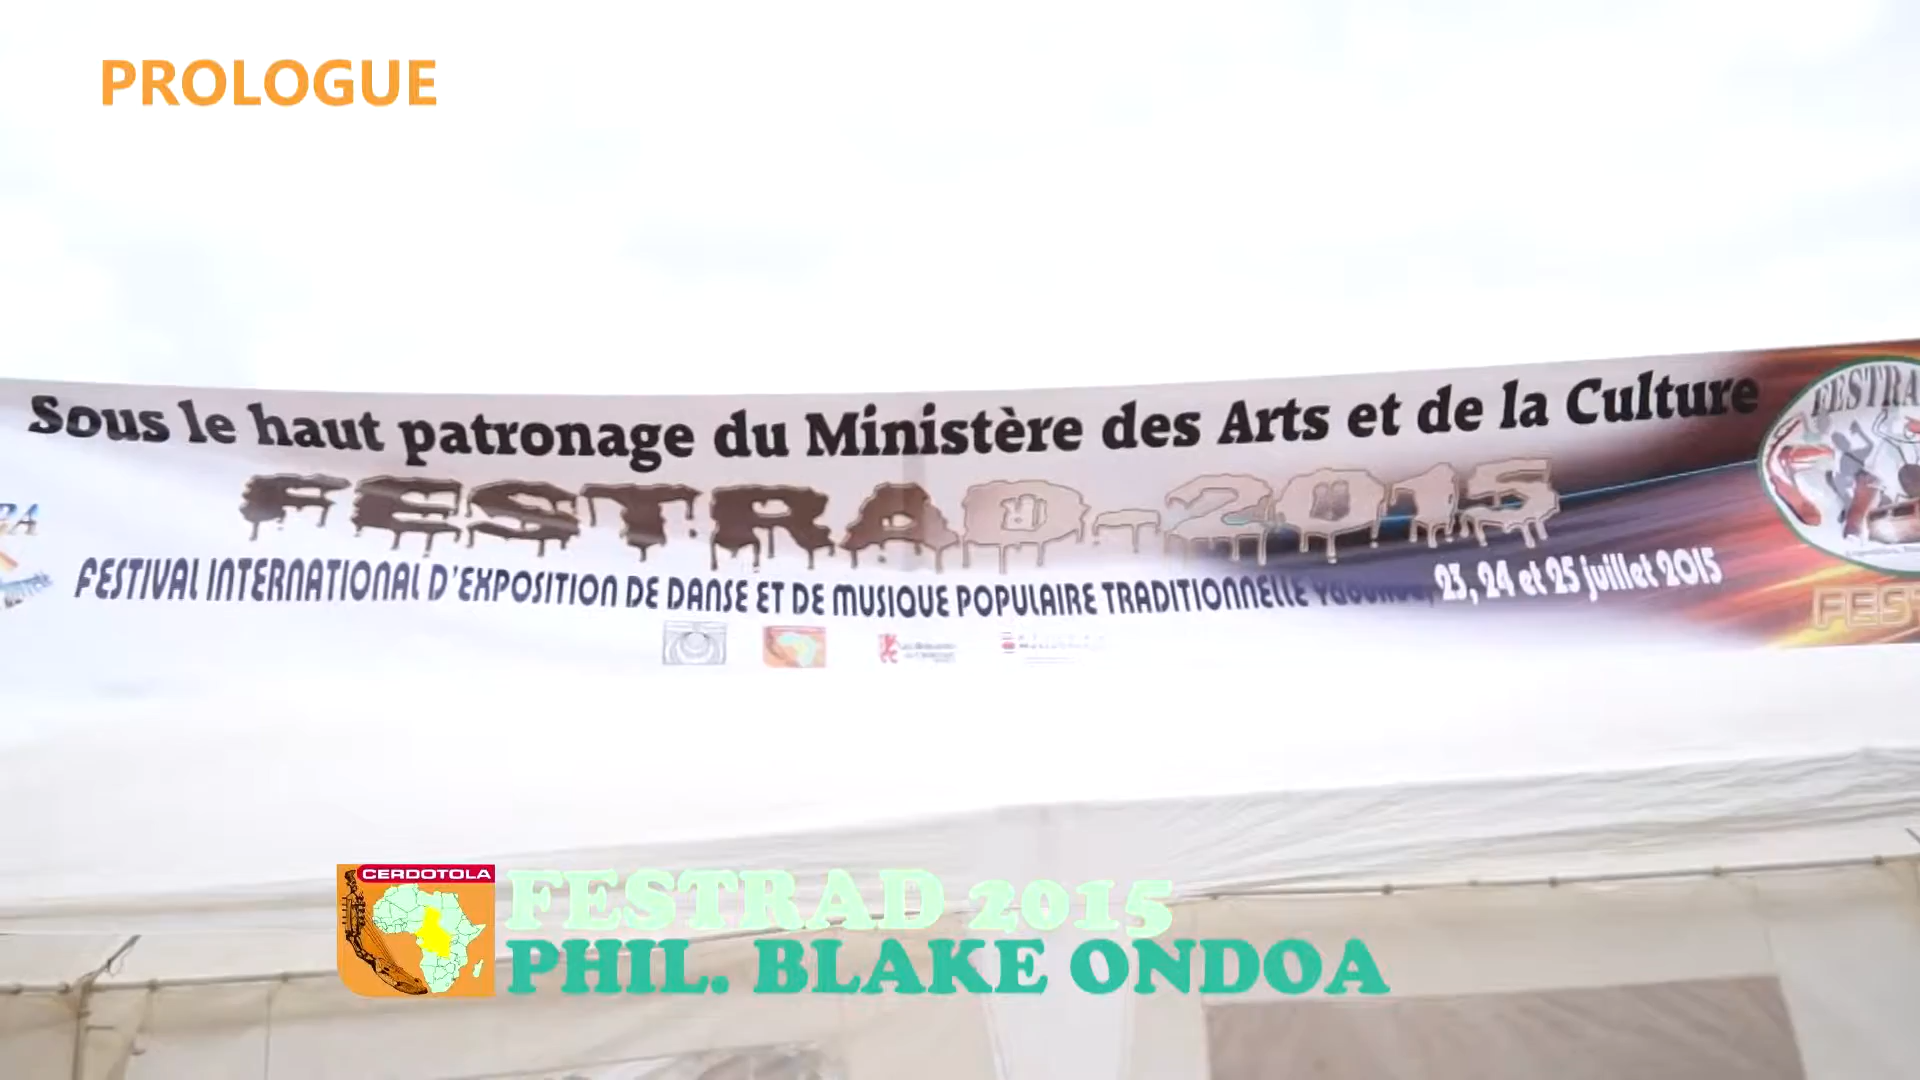 PROLOGUE
Sous le haut patronage du Ministère des Arts et de la Culture
FESTRAD-2015
FESTIVAL INTERNATIONAL D'EXPOSITION DE DANSE ET DE MUSIQUE POPULAIRE TRADITIONNELLE Yaoundé, 23, 24 et 25 juillet 2015
FESTRA
FEST
CERDOTOLA
FESTRAD 2015
PHIL. BLAKE ONDOA